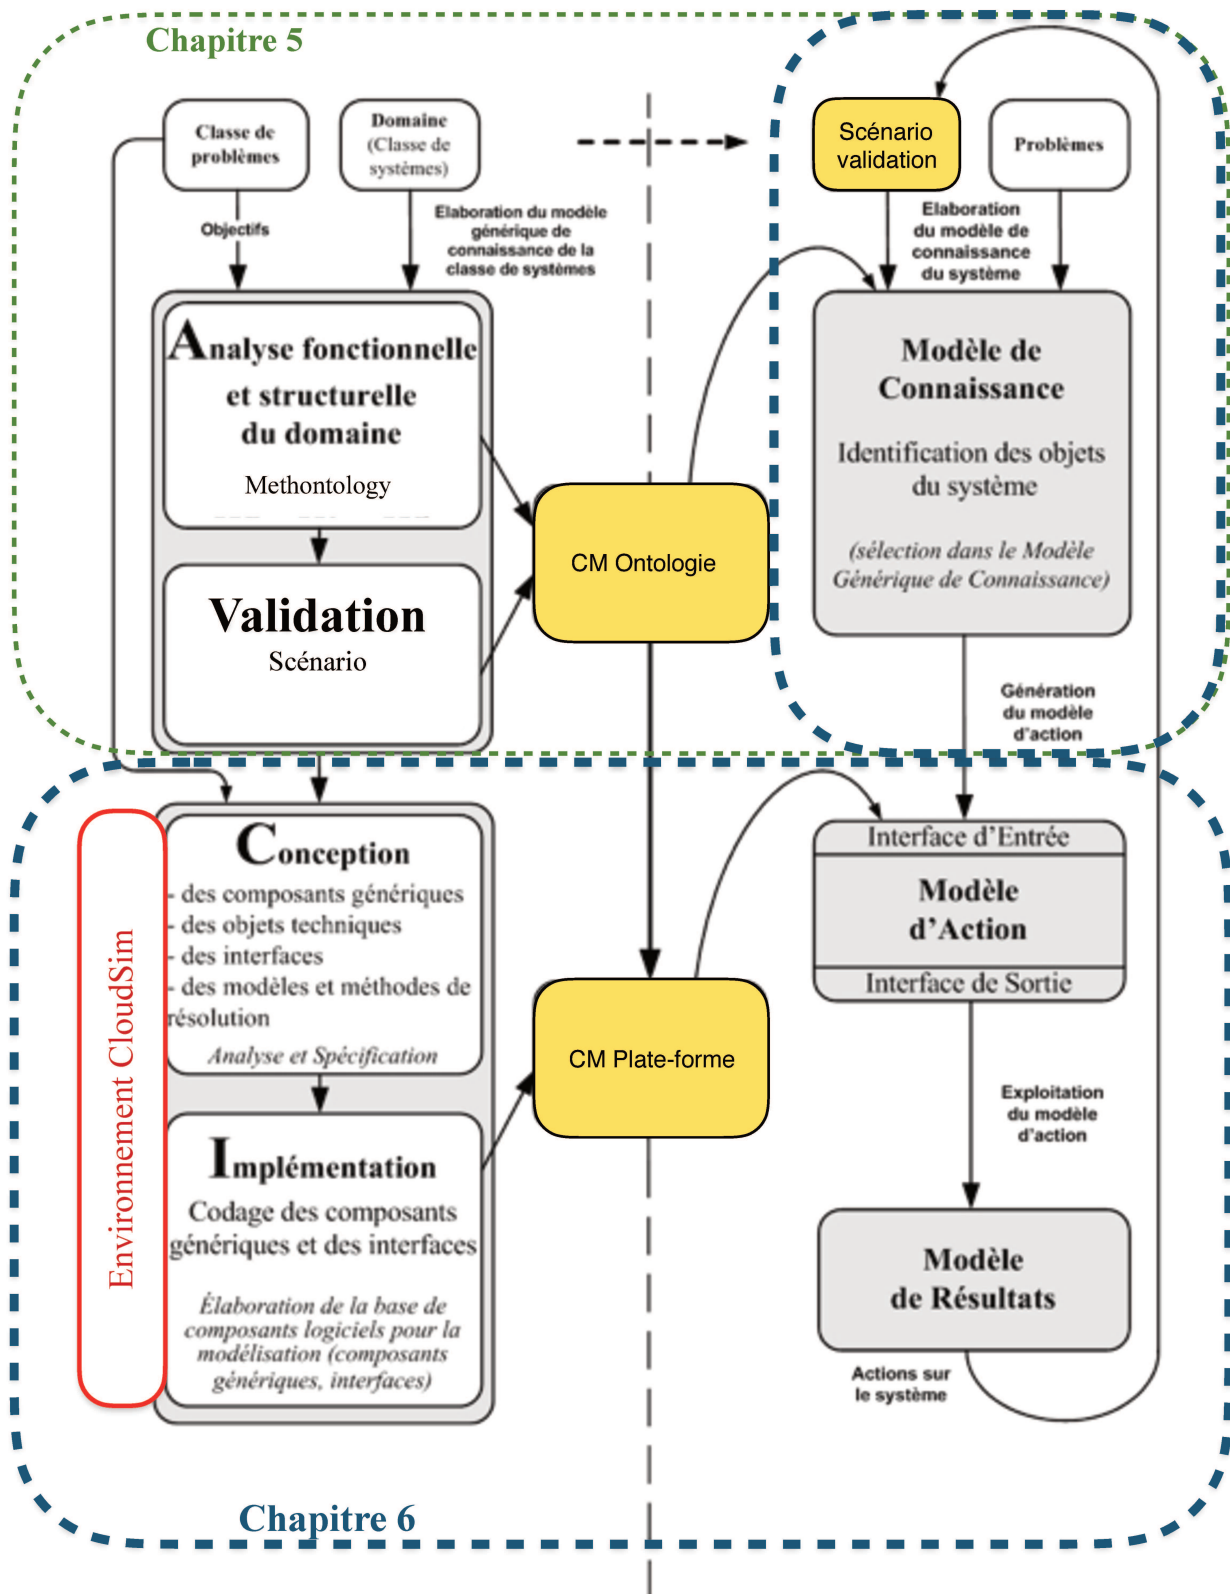 Chapitre 5
Classe de
problèmes
Domaine
(Classe de
systèmes)
Objectifs
Elaboration du modèle
générique de
connaissance de la
classe de systèmes
Analyse fonctionnelle
et structurelle
du domaine
Methontology
Validation
Scénario
CM Ontologie
Scénario
validation
Problèmes
Elaboration
du modèle de
connaissance
du système
Modèle de
Connaissance
Identification des objets
du système
(sélection dans le Modèle
Générique de Connaissance)
Génération
du modèle
d'action
Environnement CloudSim
Conception
- des composants génériques
- des objets techniques
- des interfaces
- des modèles et méthodes de
résolution
Analyse et Spécification
Implémentation
Codage des composants
génériques et des interfaces
Élaboration de la base de
composants logiciels pour la
modélisation (composants
génériques, interfaces)
CM Plate-forme
Interface d'Entrée
Modèle
d'Action
Interface de Sortie
Exploitation
du modèle
d'action
Modèle
de Résultats
Actions sur
le système
Chapitre 6